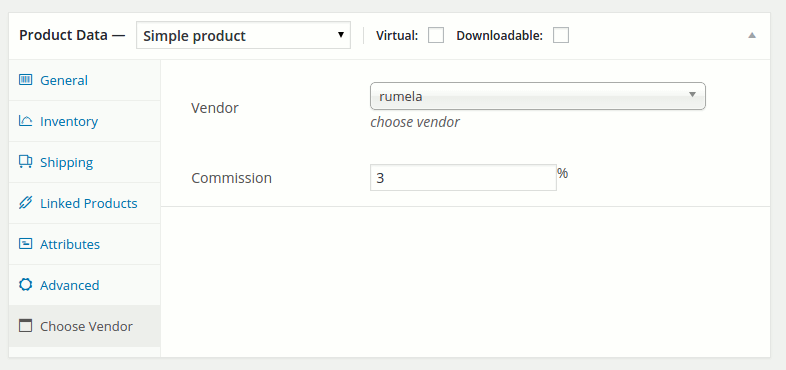 Product Data — Simple product Virtual: Downloadable:
General
Inventory
Shipping
Linked Products
Attributes
Advanced
Choose Vendor
Vendor rumela
choose vendor
Commission 3 %